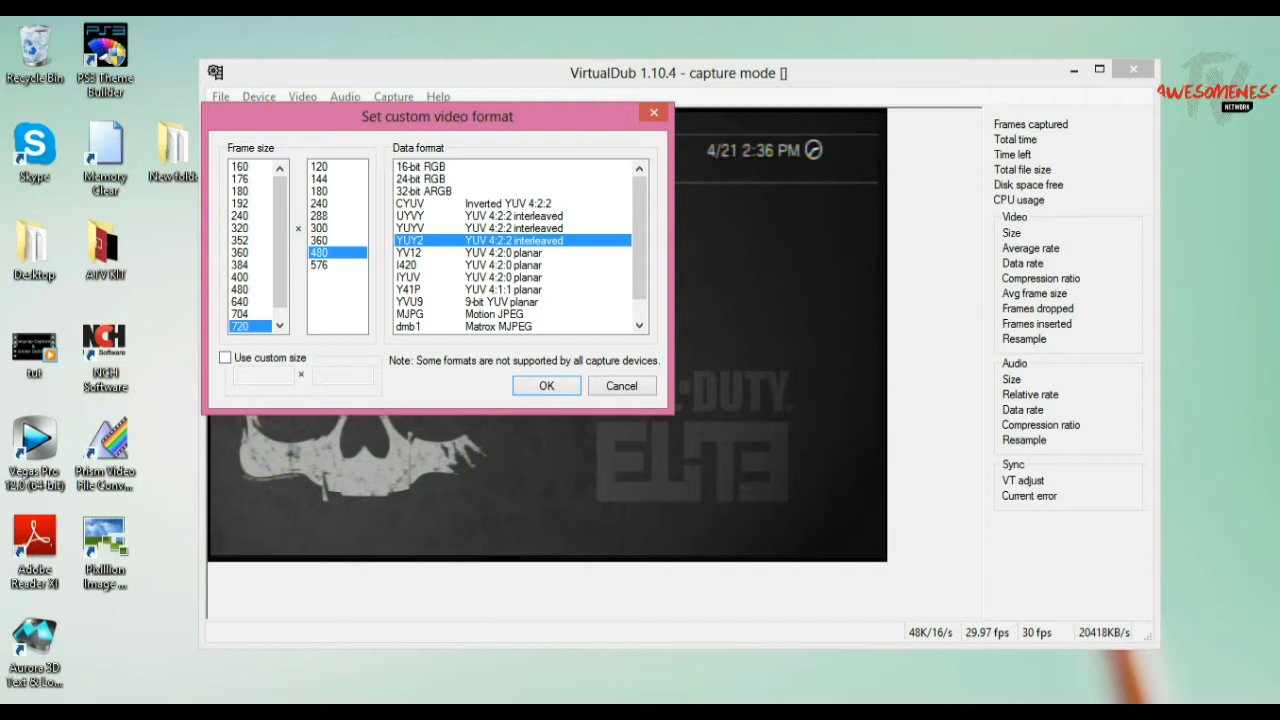 VirtualDub 1.10.4 - capture mode []
File Device Video Audio Capture Help
Set custom video format
Frame size
160
176
180
192
240
320
352
360
384
400
480
640
704
720
×
120
144
180
240
288
300
360
480
576
Data format
16-bit RGB
24-bit RGB
32-bit ARGB
CYUV Inverted YUV 4:2:2
UYVY YUV 4:2:2 interleaved
YUYV YUV 4:2:2 interleaved
YUY2 YUV 4:2:2 interleaved
YV12 YUV 4:2:0 planar
I420 YUV 4:2:0 planar
IYUV YUV 4:2:0 planar
Y41P YUV 4:1:1 planar
YVU9 9-bit YUV planar
MJPG Motion JPEG
dmb1 Matrox MJPEG
Use custom size
×
Note: Some formats are not supported by all capture devices.
OK
Cancel
4/21 2:36 PM
DUTY
ELITE
Frames captured
Total time
Time left
Total file size
Disk space free
CPU usage
Video
Size
Average rate
Data rate
Compression ratio
Avg frame size
Frames dropped
Frames inserted
Resample
Audio
Size
Relative rate
Data rate
Compression ratio
Resample
Sync
VT adjust
Current error
48K/16/s 29.97 fps 30 fps 20418KB/s
Recycle Bin
PS3 Theme
Builder
Skype
Memory
Clear
New folde
Desktop
ATV KIT
tut
NCH
Software
NCH
Software
Vegas Pro
12.0 (64-bit)
Prism Video
File Conv...
Adobe
Reader XI
Pixillion
Image ...
Aurora 3D
Text & Lo...
TV
AWESOMENESS
NETWORK